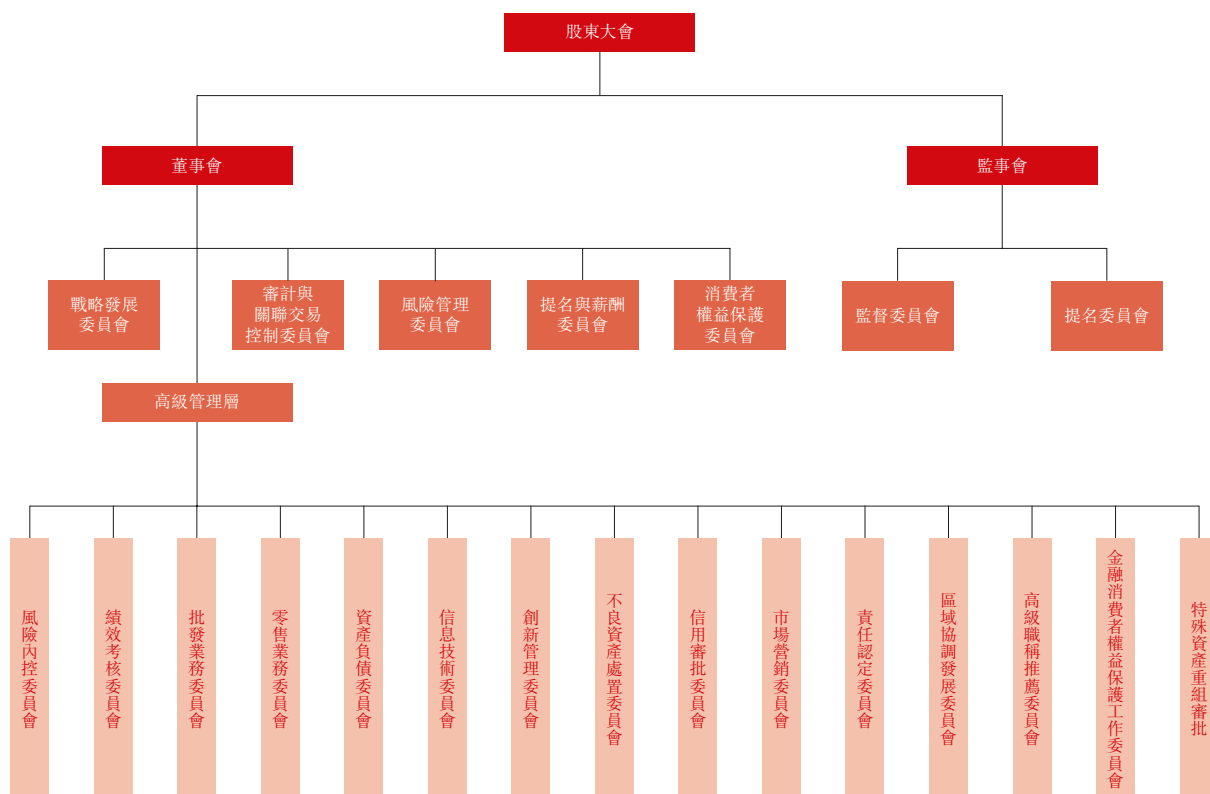 股東大會
董事會
監事會
戰略發展
委員會
審計與
關聯交易
控制委員會
風險管理
委員會
提名與薪酬
委員會
消費者
權益保護
委員會
監督委員會
提名委員會
高級管理層
風險內控委員會
績效考核委員會
批發業務委員會
零售業務委員會
資產負債委員會
信息技術委員會
創新管理委員會
不良資產處置委員會
信用審批委員會
市場營銷委員會
責任認定委員會
區域協調發展委員會
高級職稱推薦委員會
金融消費者權益保護工作委員會
特殊資產重組審批